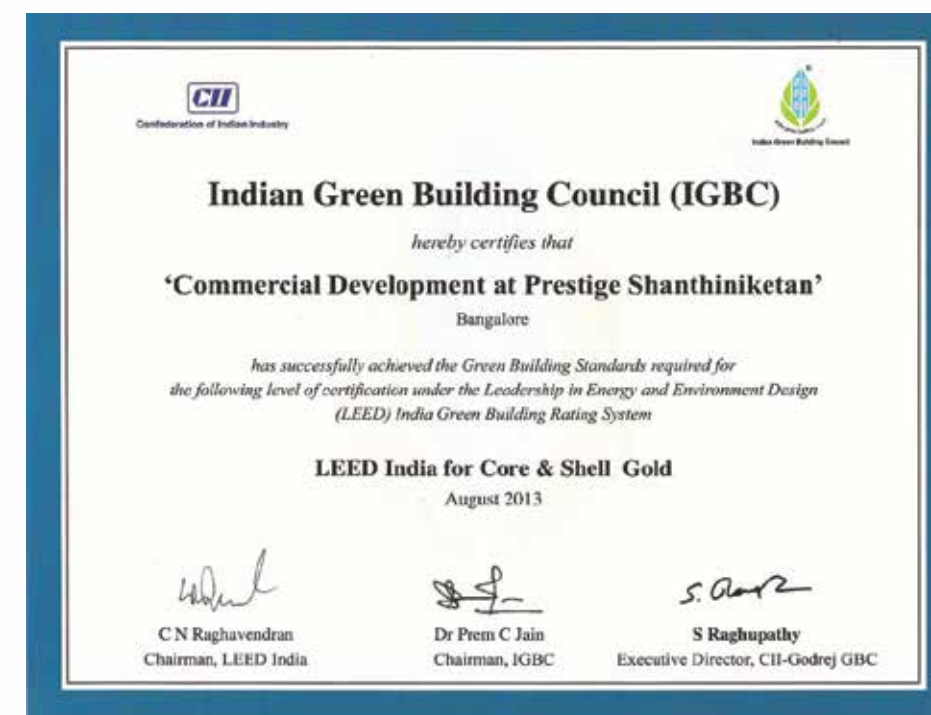 CII
Confederation of Indian Industry
Indian Green Building Council
Indian Green Building Council (IGBC)
hereby certifies that
‘Commercial Development at Prestige Shanthiniketan’
Bangalore
has successfully achieved the Green Building Standards required for
the following level of certification under the Leadership in Energy and Environment Design
(LEED) India Green Building Rating System
LEED India for Core & Shell Gold
August 2013
C N Raghavendran
Chairman, LEED India
Dr Prem C Jain
Chairman, IGBC
S Raghupathy
Executive Director, CII-Godrej GBC